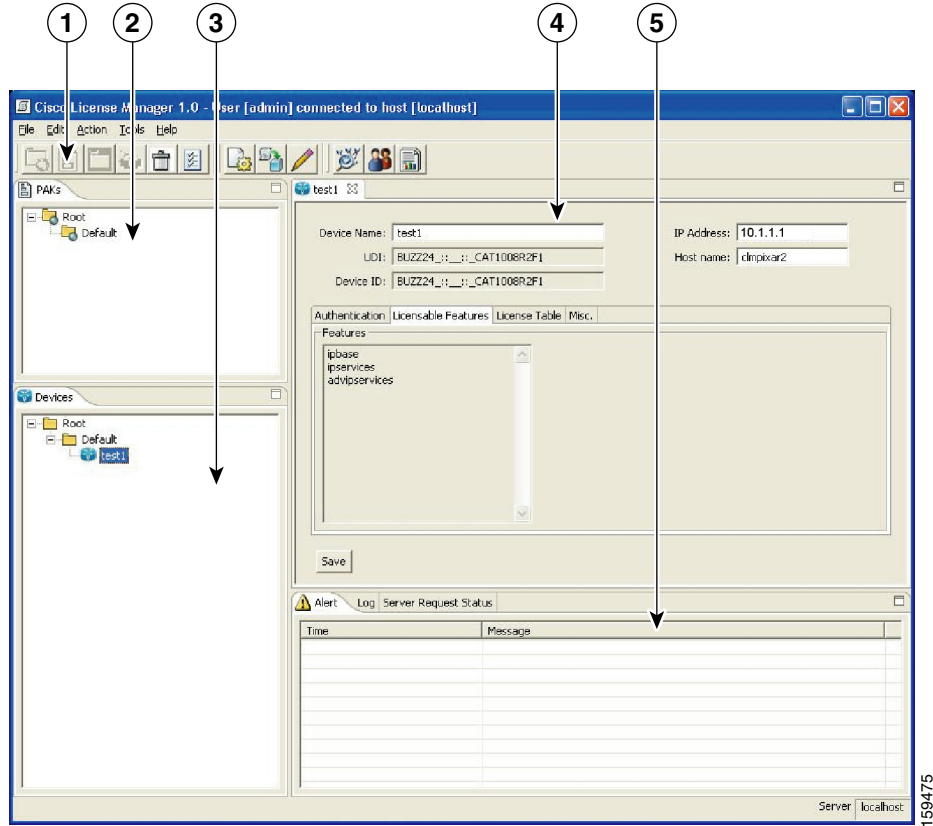 1 2 3 4 5
Cisco License Manager 1.0 - User [admin] connected to host [localhost]
File Edit Action Tools Help
PAKs
Root
Default
Devices
Root
Default
test1
test1
Device Name: test1
IP Address: 10.1.1.1
UDI: BUZZ24_::__::_CAT1008R2F1
Host name: clmpixar2
Device ID: BUZZ24_::__::_CAT1008R2F1
Authentication Licensable Features License Table Misc.
Features
ipbase
ipservices
advipservices
Save
Alert Log Server Request Status
Time Message
Server localhost
159475